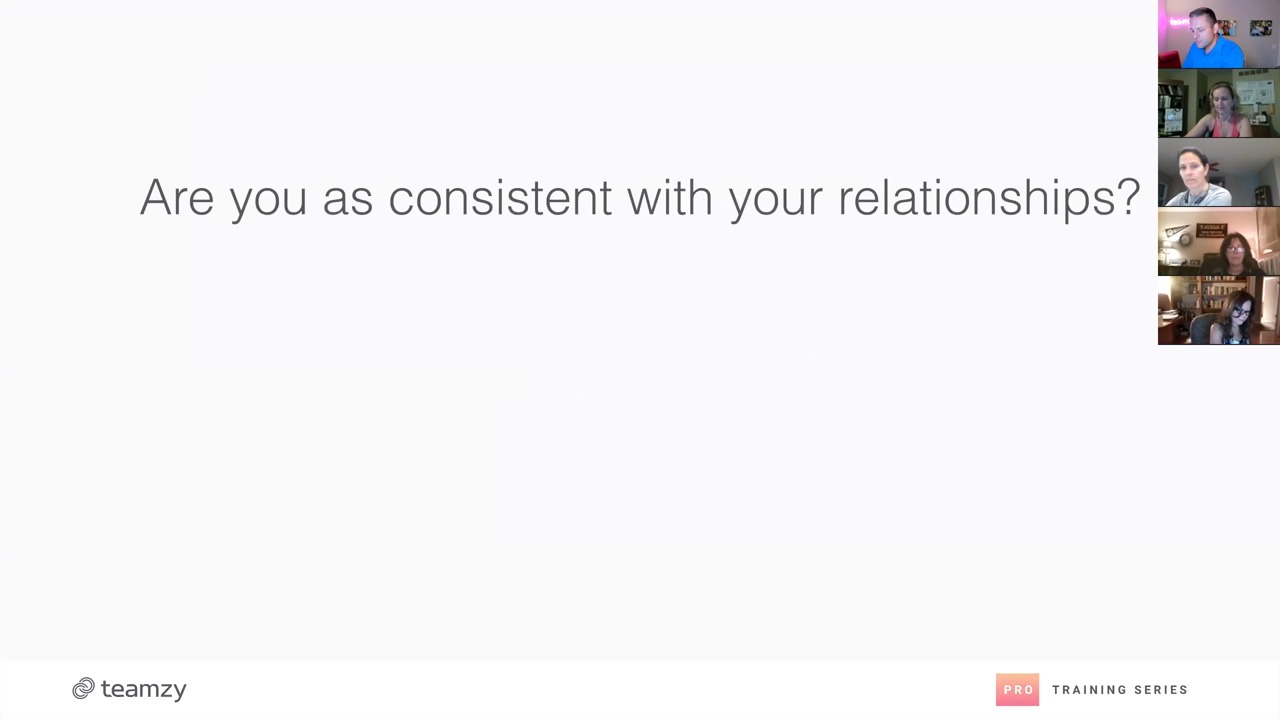 Are you as consistent with your relationships?
teamzy
PRO TRAINING SERIES